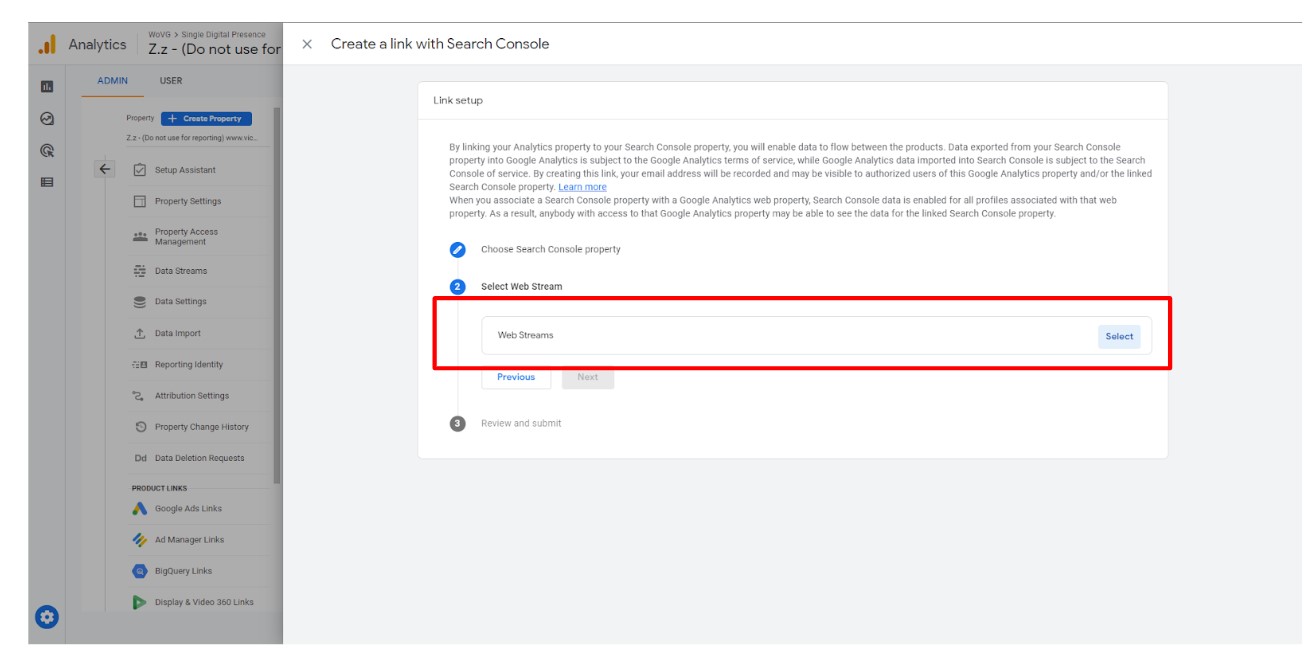 WoVG > Single Digital Presence
Analytics
Z.z - (Do not use for
Create a link with Search Console
ADMIN USER
Property + Create Property
Z.z - (Do not use for reporting) www.vic...
Setup Assistant
Property Settings
Property Access
Management
Data Streams
Data Settings
Data Import
Reporting Identity
Attribution Settings
Property Change History
Dd Data Deletion Requests
PRODUCT LINKS
Google Ads Links
Ad Manager Links
BigQuery Links
Display & Video 360 Links
Link setup
By linking your Analytics property to your Search Console property, you will enable data to flow between the products. Data exported from your Search Console
property into Google Analytics is subject to the Google Analytics terms of service, while Google Analytics data imported into Search Console is subject to the Search
Console of service. By creating this link, your email address will be recorded and may be visible to authorized users of this Google Analytics property and/or the linked
Search Console property. Learn more
When you associate a Search Console property with a Google Analytics web property, Search Console data is enabled for all profiles associated with that web
property. As a result, anybody with access to that Google Analytics property may be able to see the data for the linked Search Console property.
Choose Search Console property
2 Select Web Stream
Web Streams Select
Previous Next
3 Review and submit